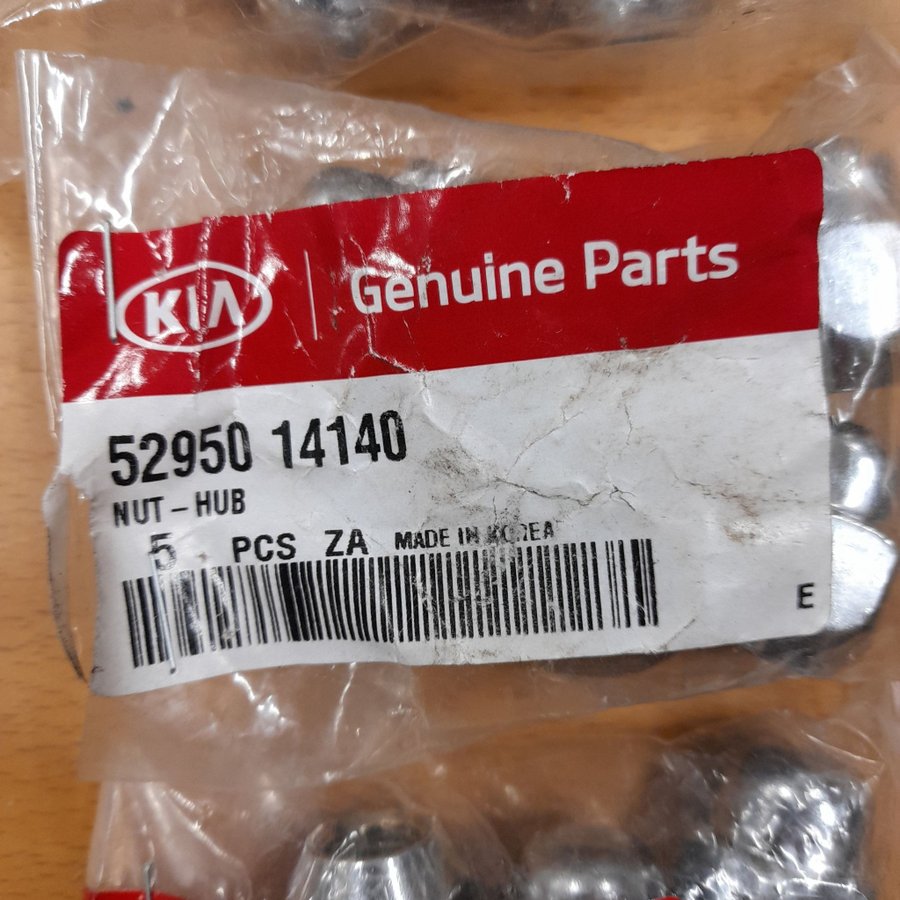 KIA | Genuine Parts
52950 14140
NUT-HUB
5 PCS ZA MADE IN KOREA
E